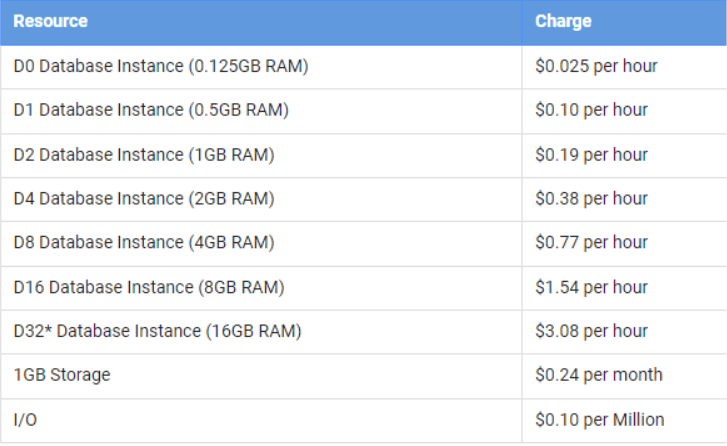 Resource Charge
D0 Database Instance (0.125GB RAM) $0.025 per hour
D1 Database Instance (0.5GB RAM) $0.10 per hour
D2 Database Instance (1GB RAM) $0.19 per hour
D4 Database Instance (2GB RAM) $0.38 per hour
D8 Database Instance (4GB RAM) $0.77 per hour
D16 Database Instance (8GB RAM) $1.54 per hour
D32* Database Instance (16GB RAM) $3.08 per hour
1GB Storage $0.24 per month
I/O $0.10 per Million